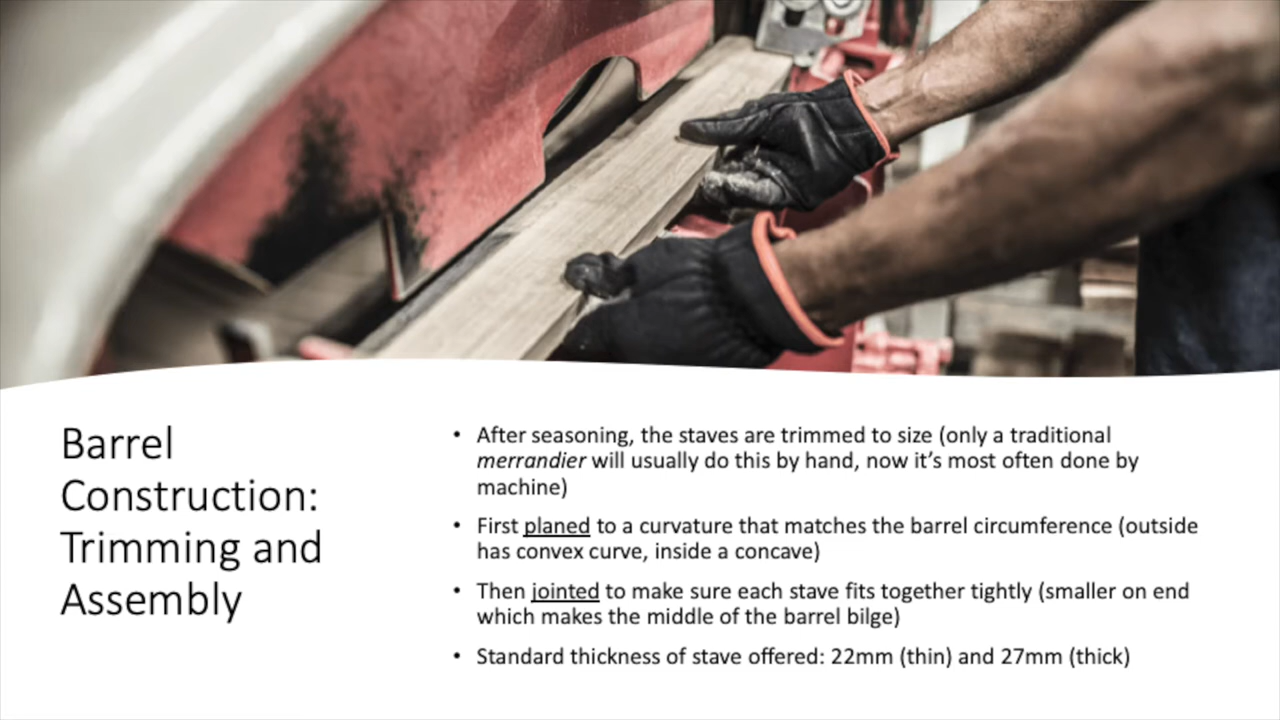 Barrel
Construction:
Trimming and
Assembly
• After seasoning, the staves are trimmed to size (only a traditional
merrandier will usually do this by hand, now it’s most often done by
machine)
• First planed to a curvature that matches the barrel circumference (outside
has convex curve, inside a concave)
• Then jointed to make sure each stave fits together tightly (smaller on end
which makes the middle of the barrel bilge)
• Standard thickness of stave offered: 22mm (thin) and 27mm (thick)